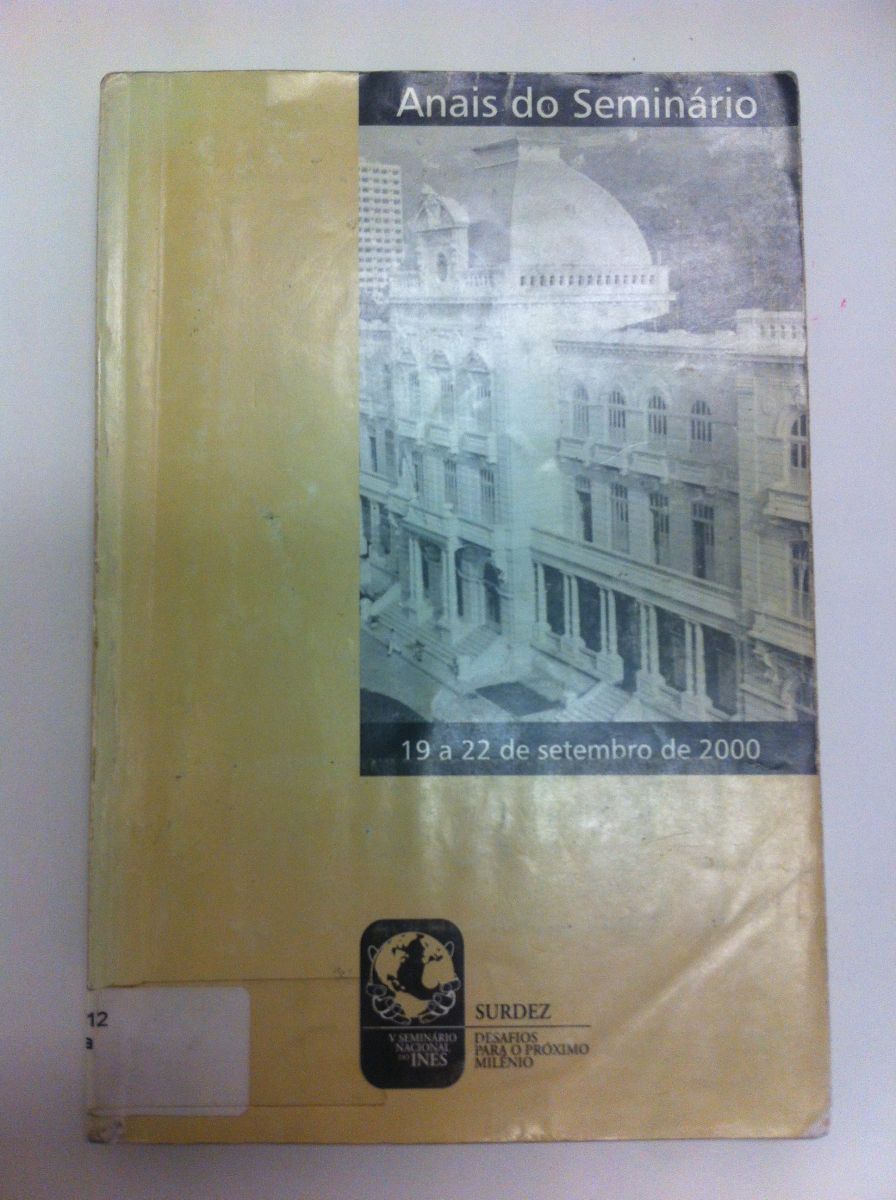 Anais do Seminário
19 a 22 de setembro de 2000
12
a
V SEMINÁRIO
NACIONAL
DO INES
SURDEZ
DESAFIOS
PARA O PRÓXIMO
MILÊNIO